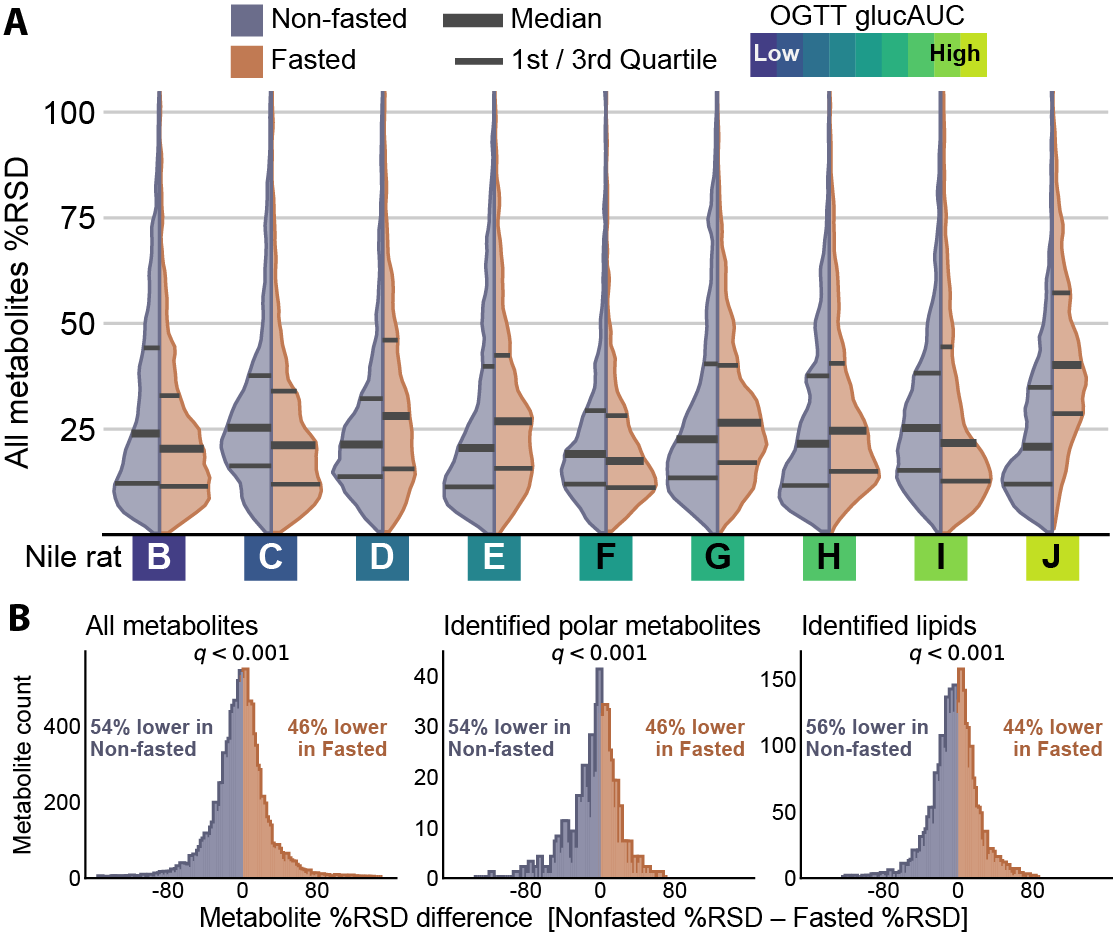 A
Non-fasted
Fasted
Median
1st / 3rd Quartile
OGTT glucAUC
Low High
All metabolites %RSD
100
75
50
25
Nile rat B C D E F G H I J
B
All metabolites
q < 0.001
Metabolite count
400
200
0
54% lower in
Non-fasted
46% lower
in Fasted
-80 0 80
Identified polar metabolites
q < 0.001
40
30
20
10
0
54% lower in
Non-fasted
46% lower
in Fasted
-80 0 80
Identified lipids
q < 0.001
150
100
50
0
56% lower in
Non-fasted
44% lower
in Fasted
-80 0 80
Metabolite %RSD difference [Nonfasted %RSD – Fasted %RSD]